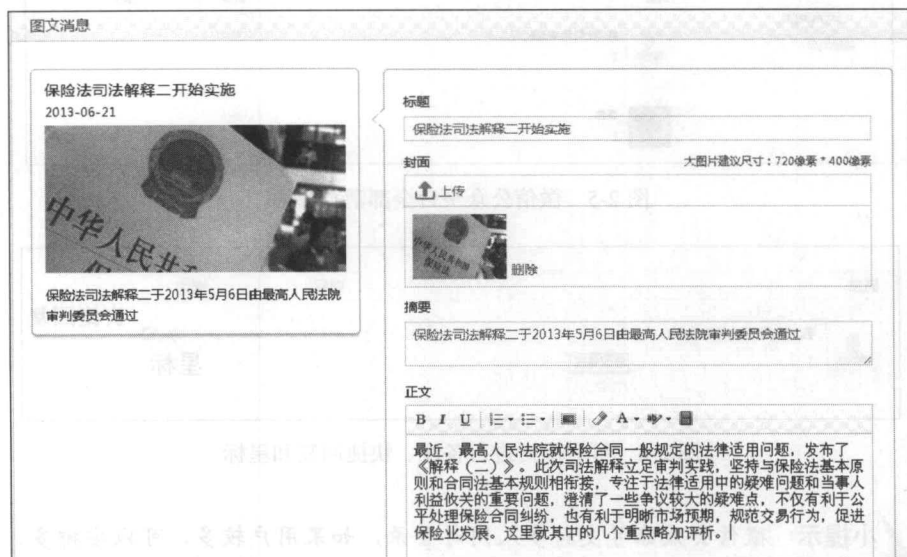 图文消息
保险法司法解释二开始实施
2013-06-21
中华人民共和
保险法司法解释二于2013年5月6日由最高人民法院
审判委员会通过
标题
保险法司法解释二开始实施
封面 大图片建议尺寸：720像素 * 400像素
上传
删除
摘要
保险法司法解释二于2013年5月6日由最高人民法院审判委员会通过
正文
B I U A
最近，最高人民法院就保险合同一般规定的法律适用问题，发布了
《解释（二）》。此次司法解释立足审判实践，坚持与保险法基本原
则和合同法基本规则相衔接，专注于法律适用中的疑难问题和当事人
利益攸关的重要问题，澄清了一些争议较大的疑难点，不仅有利于公
平处理保险合同纠纷，也有利于明晰市场预期，规范交易行为，促进
保险业发展。这里就其中的几个重点略加评析。